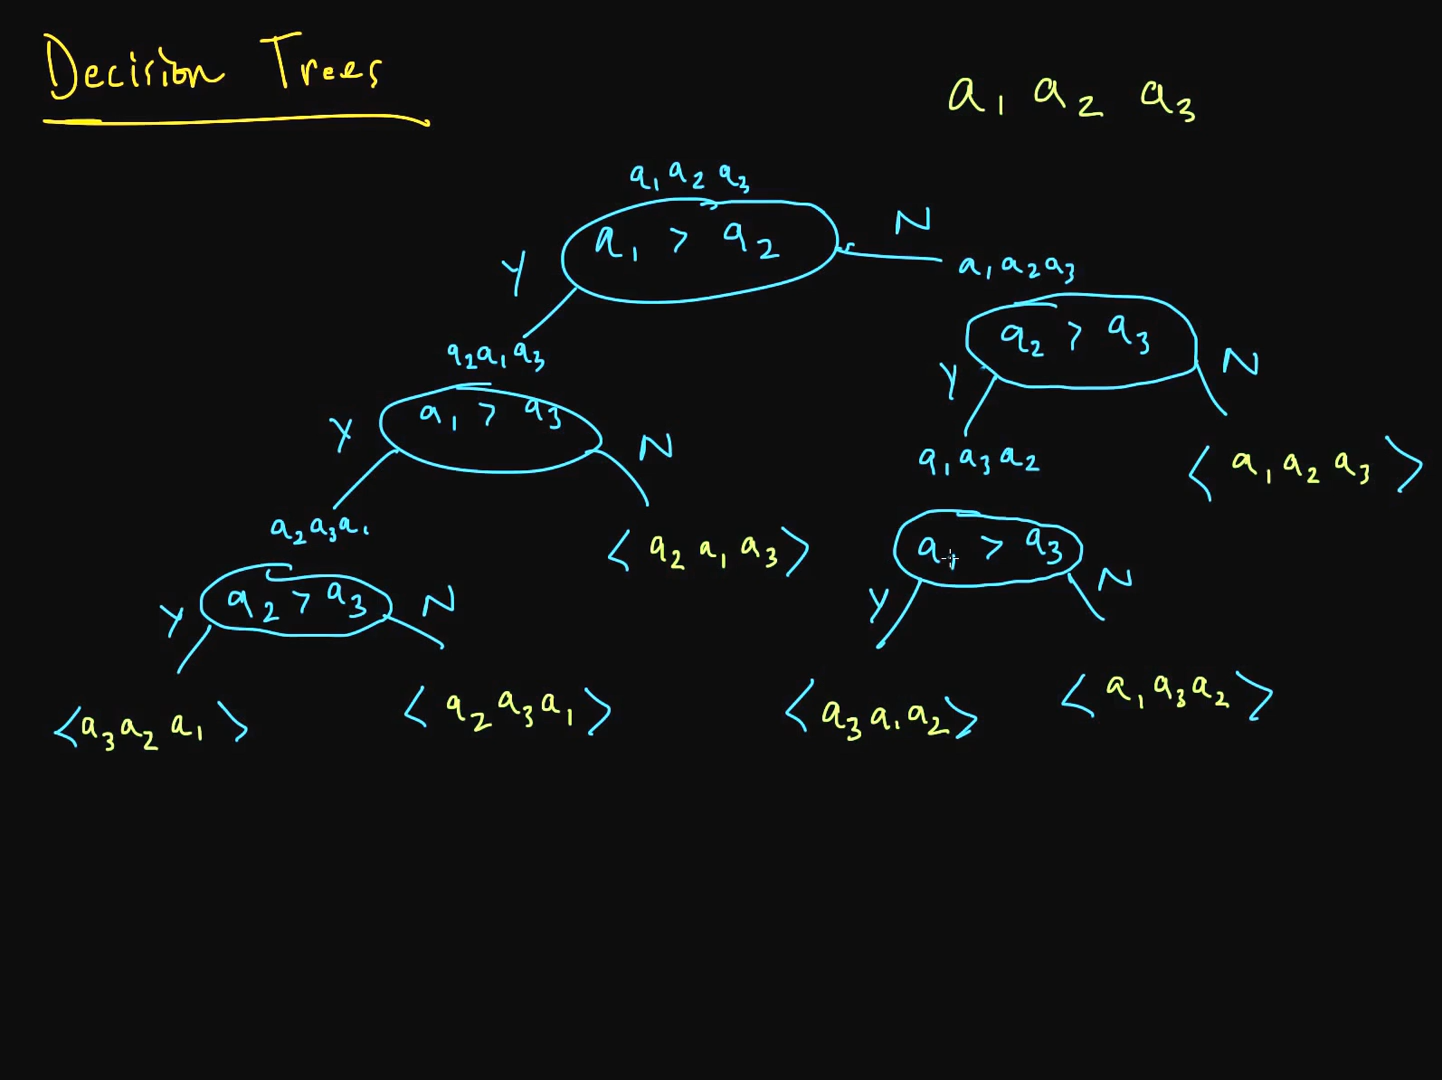 Decision Trees
a1 a2 a3
a1 a2 a3
a1 > a2
Y
N
a1 a2 a3
a2 > a3
Y
N
a2 a1 a3
a1 > a3
Y
N
a1 a3 a2
< a1 a2 a3 >
a2 a3 a1
< a2 a1 a3 >
a1 > a3
Y
N
a2 > a3
Y
N
< a3 a2 a1 >
< a2 a3 a1 >
< a3 a1 a2 >
< a1 a3 a2 >